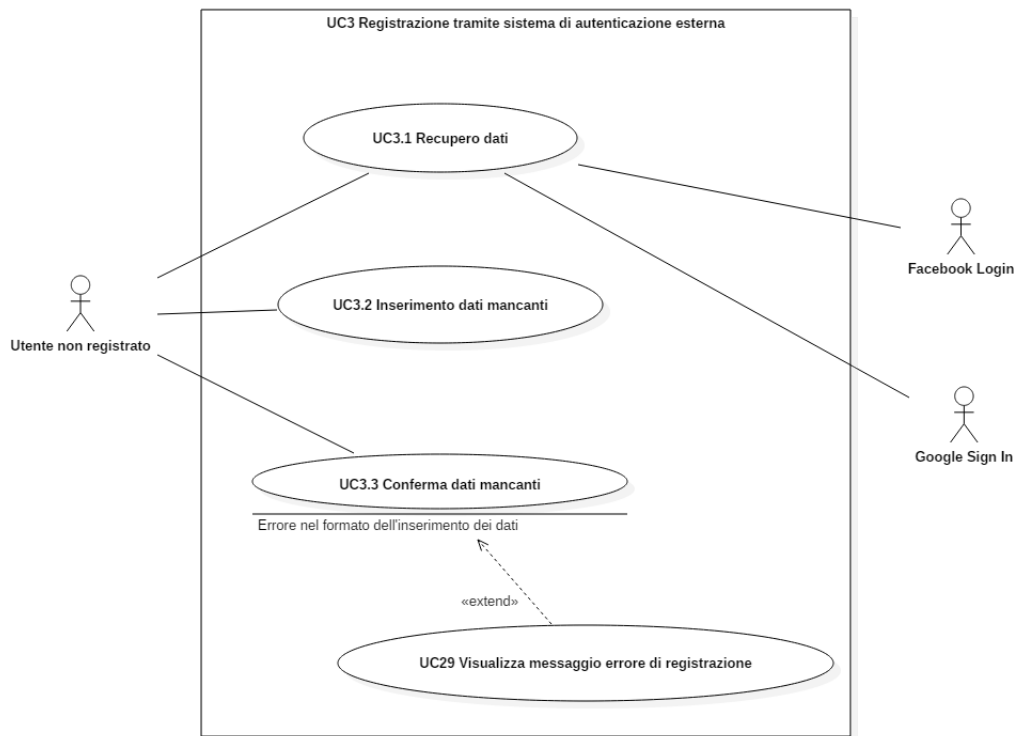 UC3 Registrazione tramite sistema di autenticazione esterna
UC3.1 Recupero dati
Facebook Login
UC3.2 Inserimento dati mancanti
Utente non registrato
Google Sign In
UC3.3 Conferma dati mancanti
Errore nel formato dell'inserimento dei dati
«extend»
UC29 Visualizza messaggio errore di registrazione